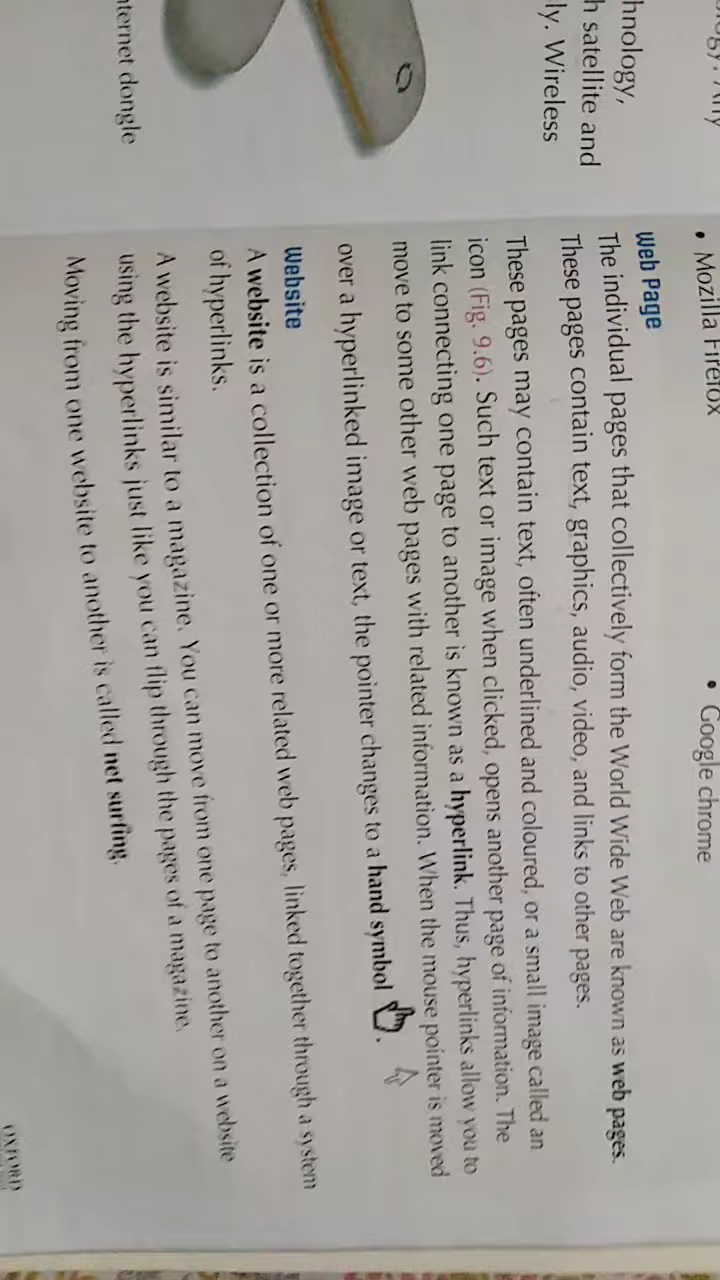 hnology,
h satellite and
ly. Wireless
nternet dongle
• Mozilla Firefox
• Google chrome
Web Page
The individual pages that collectively form the World Wide Web are known as web pages.
These pages contain text, graphics, audio, video, and links to other pages.
These pages may contain text, often underlined and coloured, or a small image called an
icon (Fig. 9.6). Such text or image when clicked, opens another page of information. The
link connecting one page to another is known as a hyperlink. Thus, hyperlinks allow you to
move to some other web pages with related information. When the mouse pointer is moved
over a hyperlinked image or text, the pointer changes to a hand symbol .
Website
A website is a collection of one or more related web pages, linked together through a system
of hyperlinks.
A website is similar to a magazine. You can move from one page to another on a website
using the hyperlinks just like you can flip through the pages of a magazine.
Moving from one website to another is called net surfing.
OXFORD